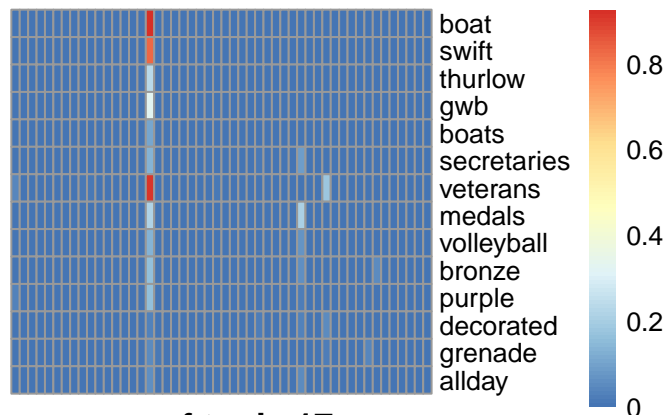 boat
swift
thurlow
gwb
boats
secretaries
veterans
medals
volleyball
bronze
purple
decorated
grenade
allday
0.8
0.6
0.4
0.2
0